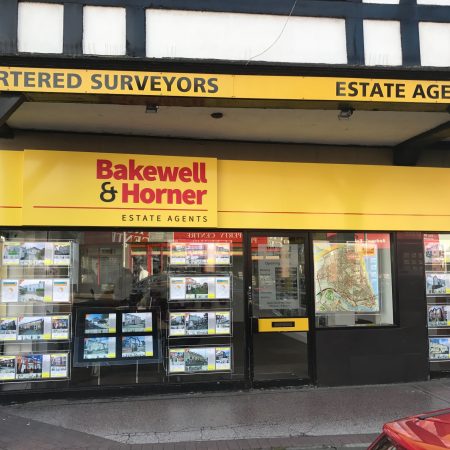 RTERED SURVEYORS ESTATE AGE
Bakewell
& Horner
ESTATE AGENTS